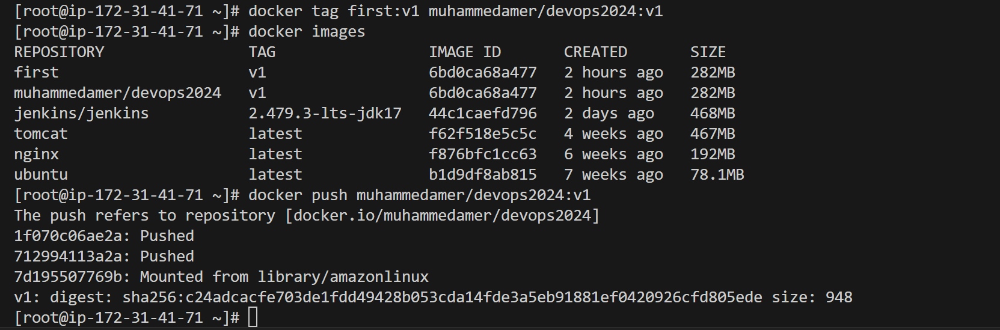 [root@ip-172-31-41-71 ~]# docker tag first:v1 muhammedamer/devops2024:v1
[root@ip-172-31-41-71 ~]# docker images
REPOSITORY                TAG                 IMAGE ID       CREATED       SIZE
first                     v1                  6bd0ca68a477   2 hours ago   282MB
muhammedamer/devops2024   v1                  6bd0ca68a477   2 hours ago   282MB
jenkins/jenkins           2.479.3-lts-jdk17   44c1caefd796   2 days ago    468MB
tomcat                    latest              f62f518e5c5c   4 weeks ago   467MB
nginx                     latest              f876bfc1cc63   6 weeks ago   192MB
ubuntu                    latest              b1d9df8ab815   7 weeks ago   78.1MB
[root@ip-172-31-41-71 ~]# docker push muhammedamer/devops2024:v1
The push refers to repository [docker.io/muhammedamer/devops2024]
1f070c06ae2a: Pushed
712994113a2a: Pushed
7d195507769b: Mounted from library/amazonlinux
v1: digest: sha256:c24adcacfe703de1fdd49428b053cda14fde3a5eb91881ef0420926cfd805ede size: 948
[root@ip-172-31-41-71 ~]#